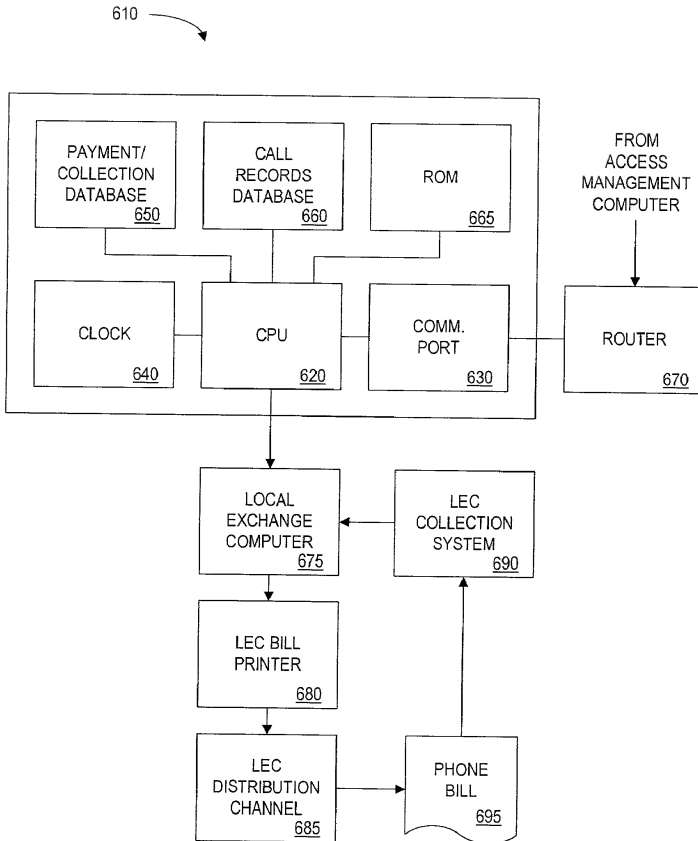 610
PAYMENT/
COLLECTION
DATABASE
650
CALL
RECORDS
DATABASE
660
ROM
665
FROM
ACCESS
MANAGEMENT
COMPUTER
CLOCK
640
CPU
620
COMM.
PORT
630
ROUTER
670
LOCAL
EXCHANGE
COMPUTER
675
LEC
COLLECTION
SYSTEM
690
LEC BILL
PRINTER
680
LEC
DISTRIBUTION
CHANNEL
685
PHONE
BILL
695